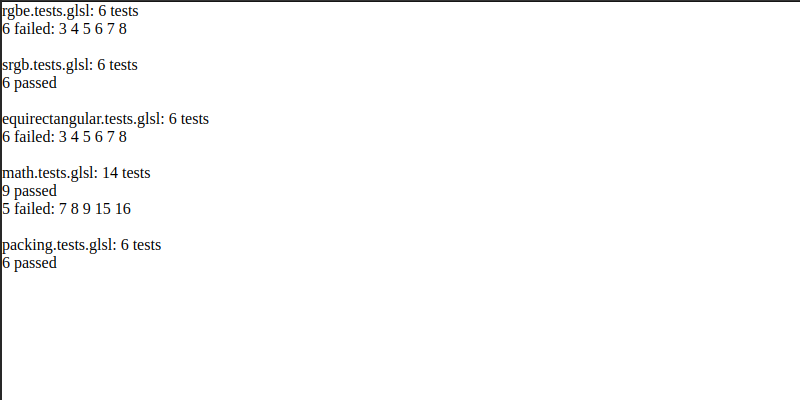 rgbe.tests.glsl: 6 tests
6 failed: 3 4 5 6 7 8
srgb.tests.glsl: 6 tests
6 passed
equirectangular.tests.glsl: 6 tests
6 failed: 3 4 5 6 7 8
math.tests.glsl: 14 tests
9 passed
5 failed: 7 8 9 15 16
packing.tests.glsl: 6 tests
6 passed